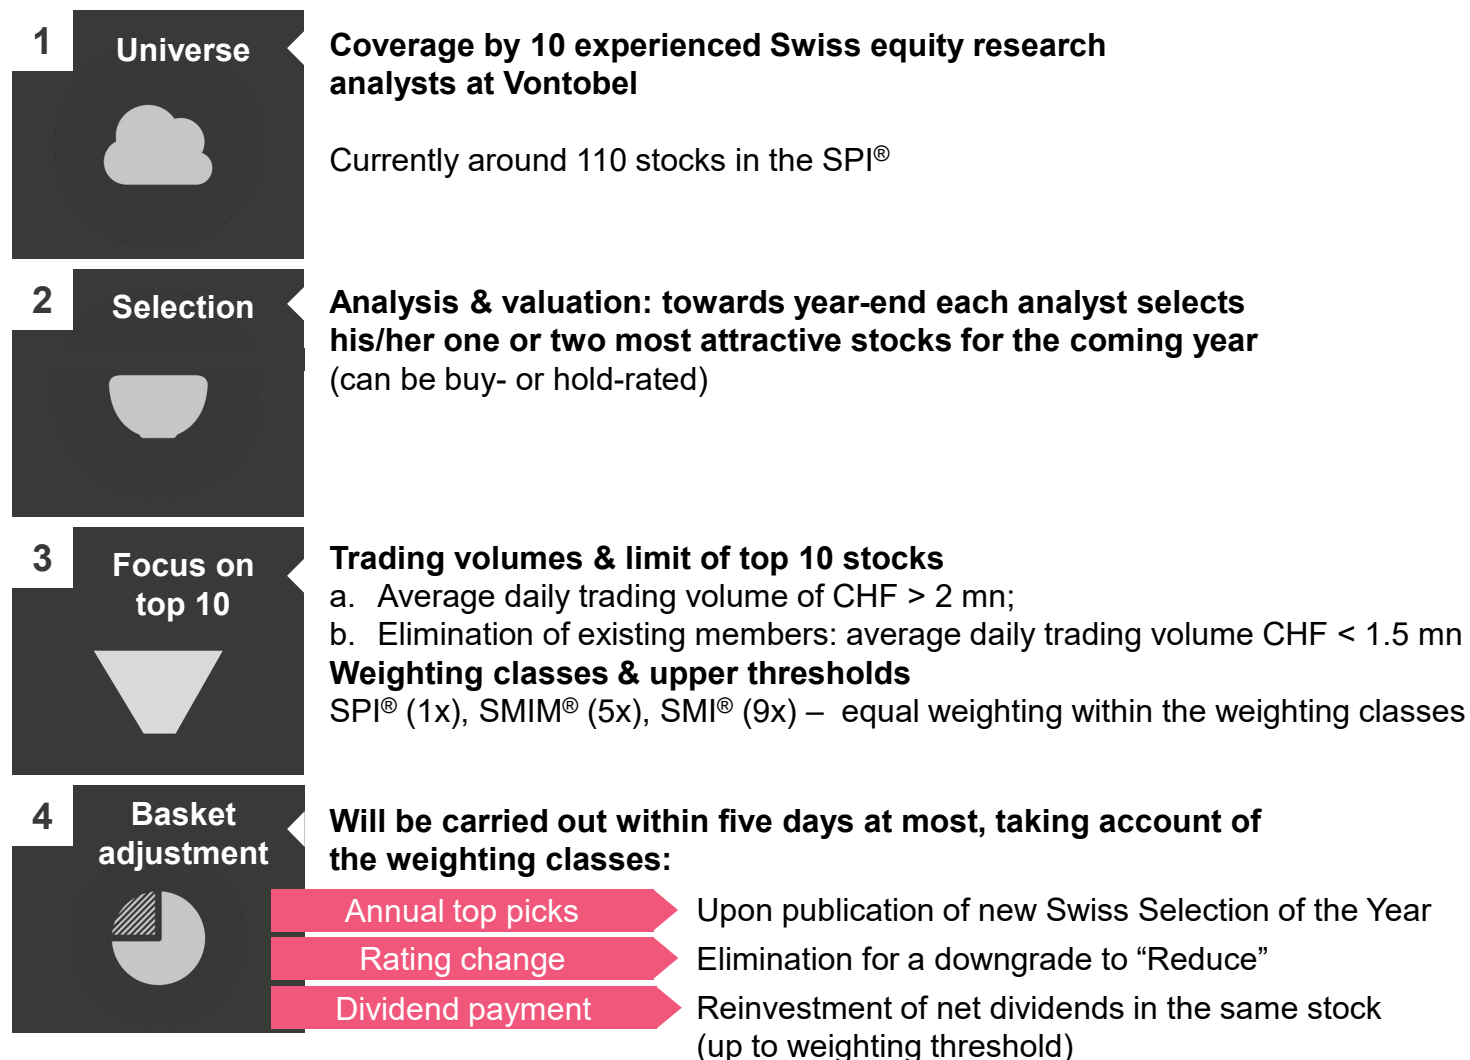 1
Universe
Coverage by 10 experienced Swiss equity research
analysts at Vontobel
Currently around 110 stocks in the SPI®
2
Selection
Analysis & valuation: towards year-end each analyst selects
his/her one or two most attractive stocks for the coming year
(can be buy- or hold-rated)
3
Focus on
top 10
Trading volumes & limit of top 10 stocks
a. Average daily trading volume of CHF > 2 mn;
b. Elimination of existing members: average daily trading volume CHF < 1.5 mn
Weighting classes & upper thresholds
SPI® (1x), SMIM® (5x), SMI® (9x) – equal weighting within the weighting classes
4
Basket
adjustment
Will be carried out within five days at most, taking account of
the weighting classes:
Annual top picks
Upon publication of new Swiss Selection of the Year
Rating change
Elimination for a downgrade to “Reduce”
Dividend payment
Reinvestment of net dividends in the same stock
(up to weighting threshold)